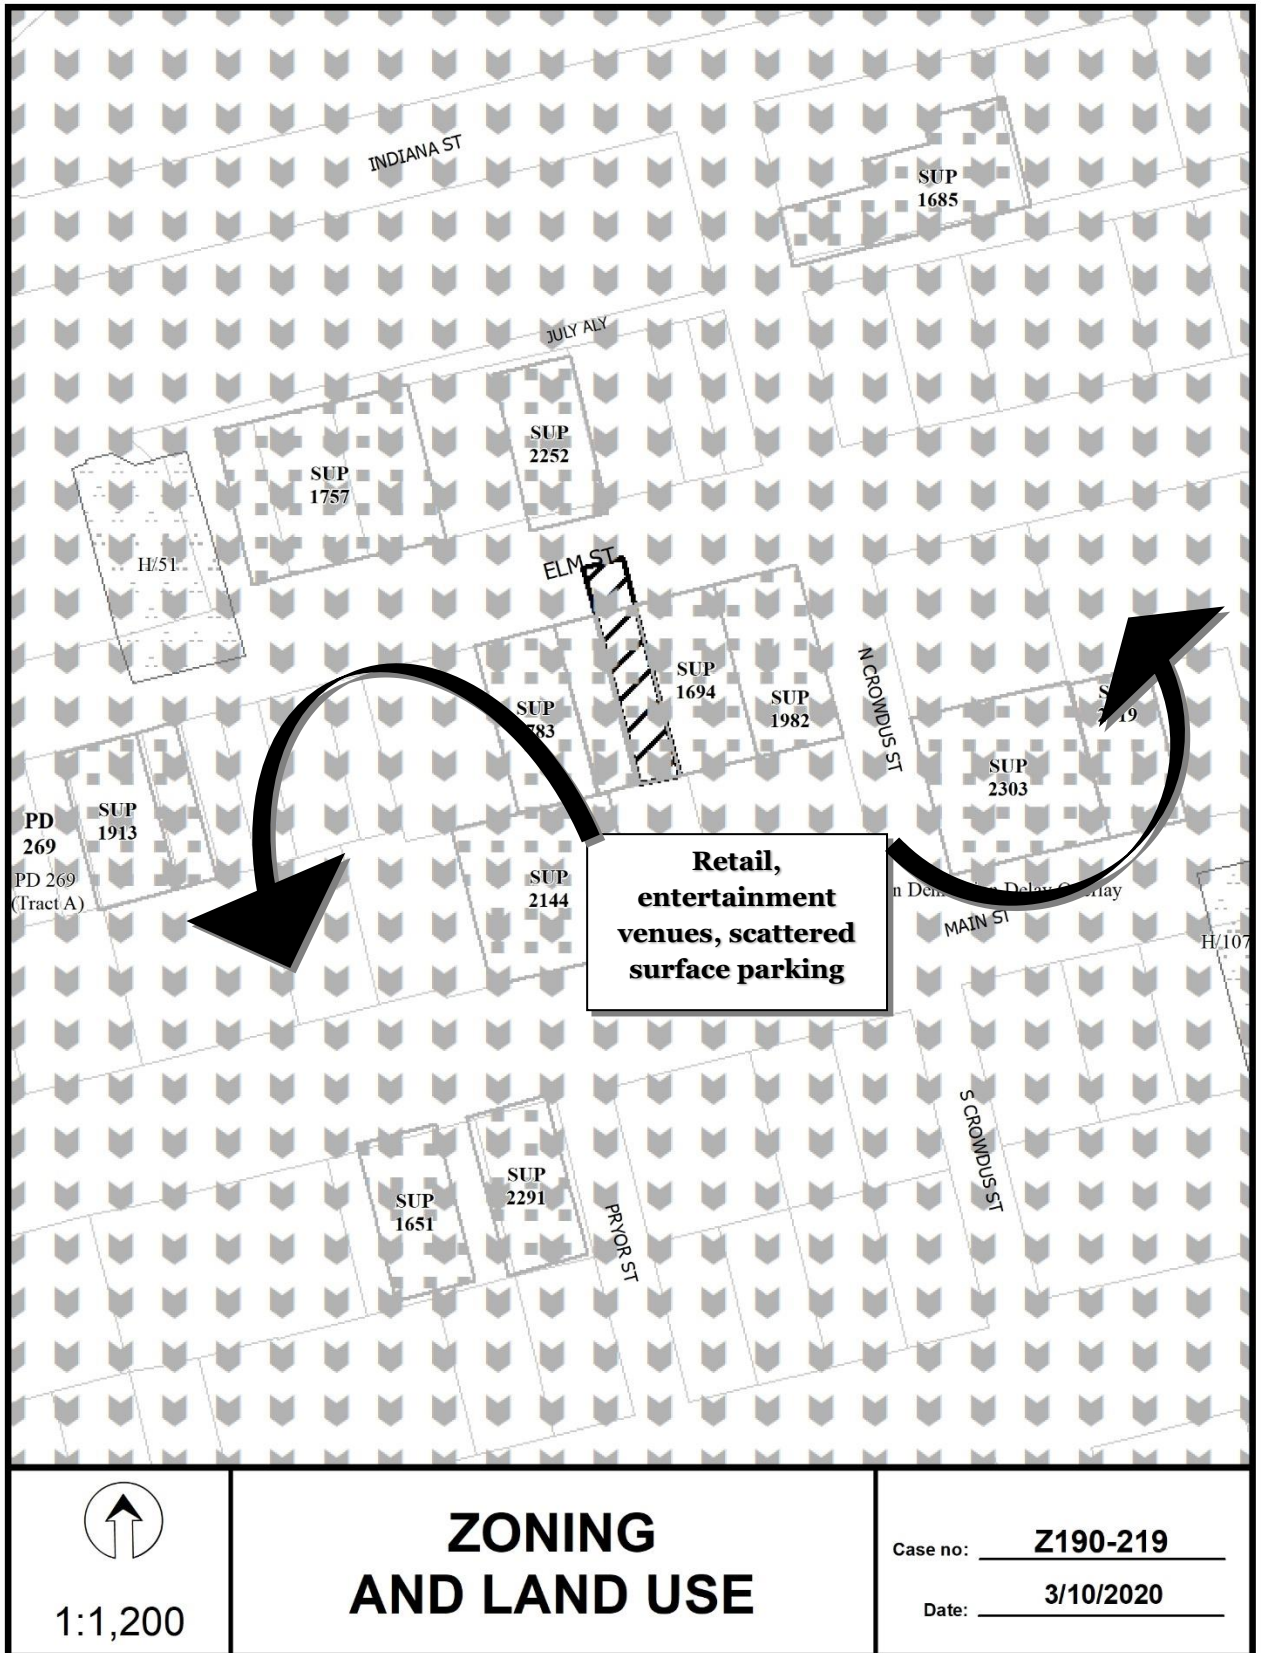 INDIANA ST
SUP
1685
JULY ALY
SUP
2252
SUP
1757
H/51
ELM ST
SUP
1694
SUP
1982
N CROWDUS ST
SUP
SUP
2303
PD
269
PD 269
(Tract A)
SUP
1913
SUP
2144
Retail,
entertainment
venues, scattered
surface parking
Delay
MAIN ST
H/107
S CROWDUS ST
SUP
2291
SUP
1651
PRYOR ST
1:1,200
ZONING
AND LAND USE
Case no: Z190-219
Date: 3/10/2020